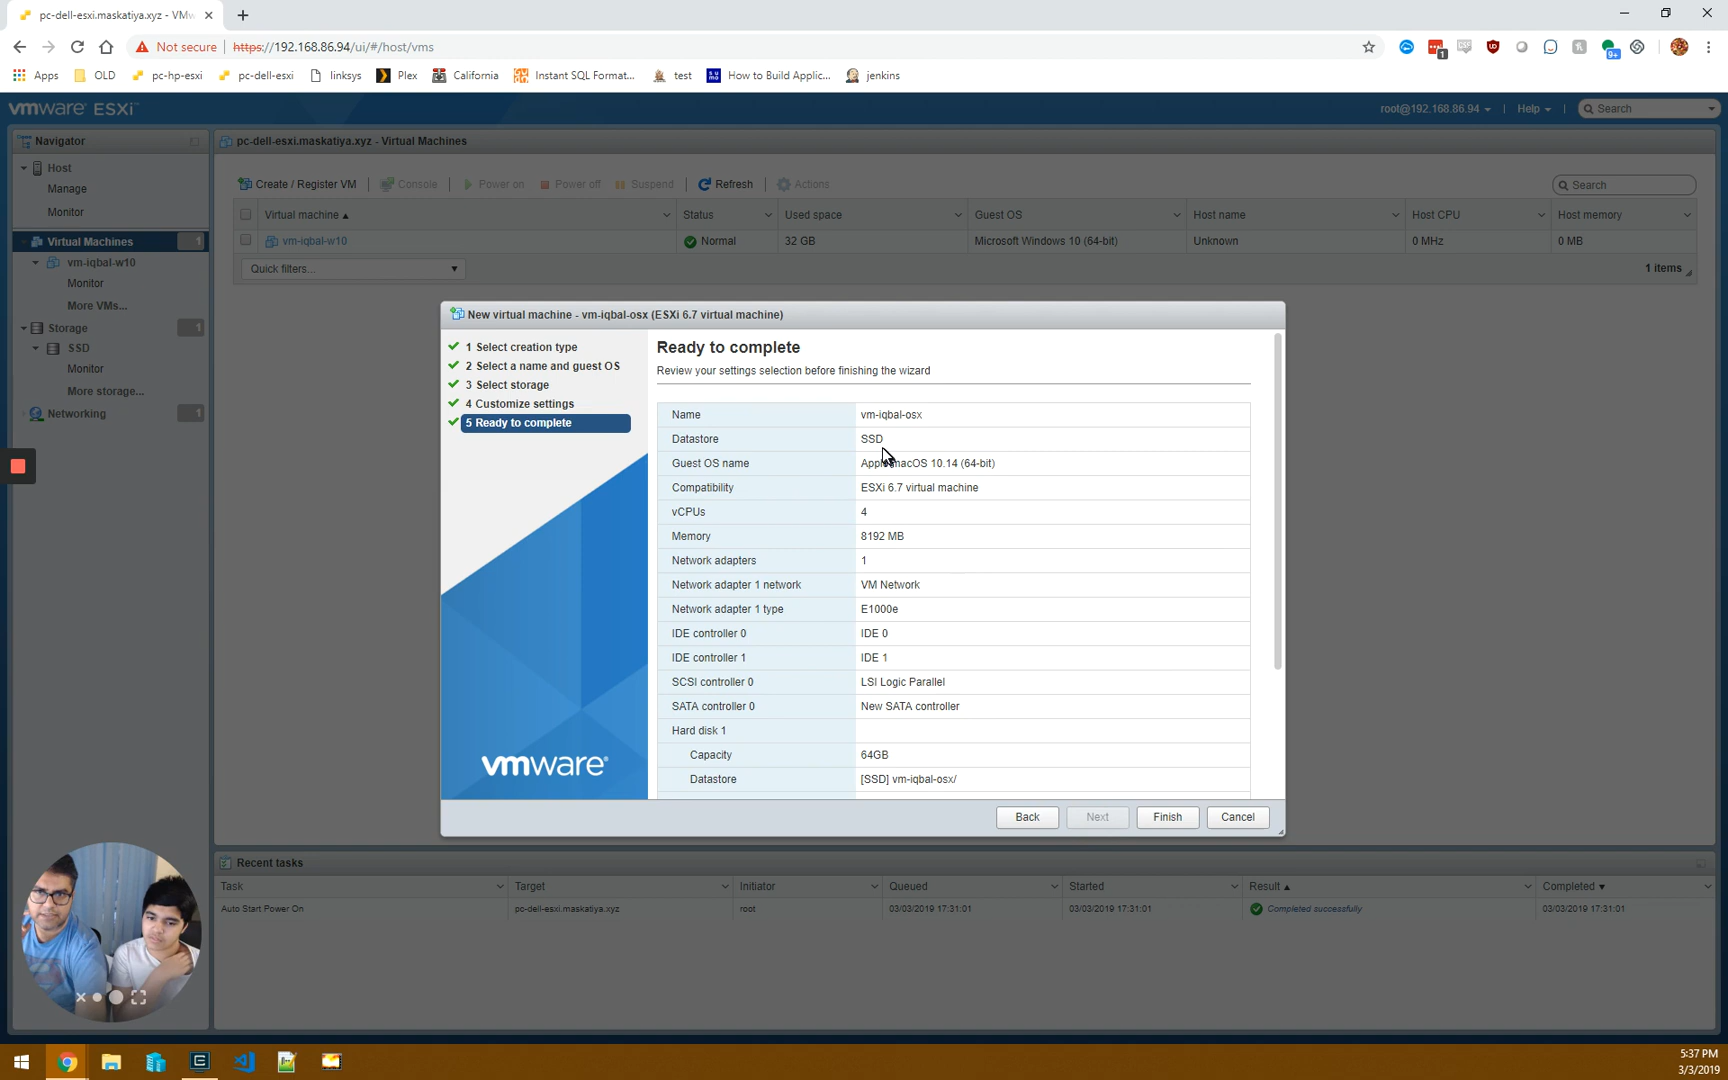 pc-dell-esxi.maskatiya.xyz - VMw
Not secure
https://192.168.86.94/ui/#/host/vms
1
9+
Apps
OLD
pc-hp-esxi
pc-dell-esxi
linksys
Plex
California
Instant SQL Format...
test
How to Build Applic...
jenkins
vmware ESXi
root@192.168.86.94
Help
Search
Navigator
Host
Manage
Monitor
Virtual Machines 1
vm-iqbal-w10
Monitor
More VMs...
Storage 1
SSD
Monitor
More storage...
Networking 1
pc-dell-esxi.maskatiya.xyz - Virtual Machines
Create / Register VM
Console
Power on
Power off
Suspend
Refresh
Actions
Search
Virtual machine
Status
Used space
Guest OS
Host name
Host CPU
Host memory
vm-iqbal-w10
Normal
32 GB
Microsoft Windows 10 (64-bit)
Unknown
0 MHz
0 MB
Quick filters...
1 items
New virtual machine - vm-iqbal-osx (ESXi 6.7 virtual machine)
1 Select creation type
2 Select a name and guest OS
3 Select storage
4 Customize settings
5 Ready to complete
vmware
Ready to complete
Review your settings selection before finishing the wizard
Name vm-iqbal-osx
Datastore SSD
Guest OS name Apple macOS 10.14 (64-bit)
Compatibility ESXi 6.7 virtual machine
vCPUs 4
Memory 8192 MB
Network adapters 1
Network adapter 1 network VM Network
Network adapter 1 type E1000e
IDE controller 0 IDE 0
IDE controller 1 IDE 1
SCSI controller 0 LSI Logic Parallel
SATA controller 0 New SATA controller
Hard disk 1
Capacity 64GB
Datastore [SSD] vm-iqbal-osx/
Back
Next
Finish
Cancel
Recent tasks
Task
Target
Initiator
Queued
Started
Result
Completed
Auto Start Power On
pc-dell-esxi.maskatiya.xyz
root
03/03/2019 17:31:01
03/03/2019 17:31:01
Completed successfully
03/03/2019 17:31:01
5:37 PM
3/3/2019